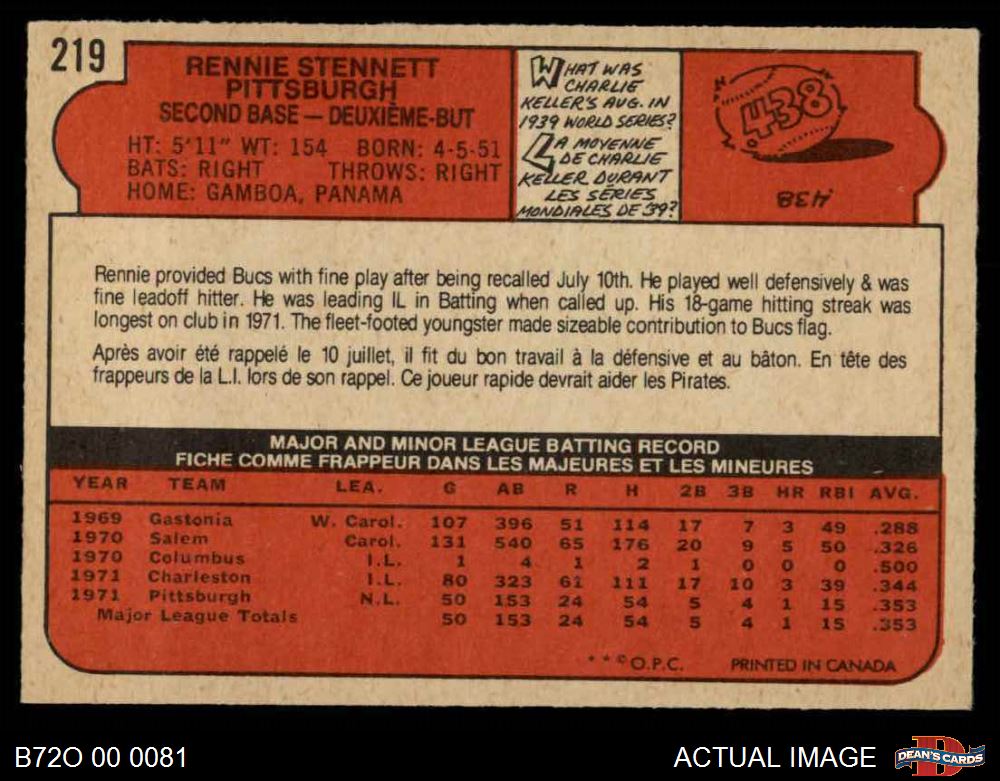 219
RENNIE STENNETT
PITTSBURGH
SECOND BASE — DEUXIÈME-BUT
HT: 5'11" WT: 154 BORN: 4-5-51
BATS: RIGHT THROWS: RIGHT
HOME: GAMBOA, PANAMA
WHAT WAS
CHARLIE
KELLER'S AVG. IN
1939 WORLD SERIES?
LA MOYENNE
DE CHARLIE
KELLER DURANT
LES SÉRIES
MONDIALES DE '39?
438
.438
Rennie provided Bucs with fine play after being recalled July 10th. He played well defensively & was
fine leadoff hitter. He was leading IL in Batting when called up. His 18-game hitting streak was
longest on club in 1971. The fleet-footed youngster made sizeable contribution to Bucs flag.
Après avoir été rappelé le 10 juillet, il fit du bon travail à la défensive et au bâton. En tête des
frappeurs de la L.I. lors de son rappel. Ce joueur rapide devrait aider les Pirates.
MAJOR AND MINOR LEAGUE BATTING RECORD
FICHE COMME FRAPPEUR DANS LES MAJEURES ET LES MINEURES
YEAR TEAM LEA. G AB R H 2B 3B HR RBI AVG.
1969 Gastonia W. Carol. 107 396 51 114 17 7 3 49 .288
1970 Salem Carol. 131 540 65 176 20 9 5 50 .326
1970 Columbus I.L. 1 4 1 2 1 0 0 0 .500
1971 Charleston I.L. 80 323 61 111 17 10 3 39 .344
1971 Pittsburgh N.L. 50 153 24 54 5 4 1 15 .353
Major League Totals 50 153 24 54 5 4 1 15 .353
**©O.P.C. PRINTED IN CANADA
B72O 00 0081
ACTUAL IMAGE
D
DEAN'S CARDS